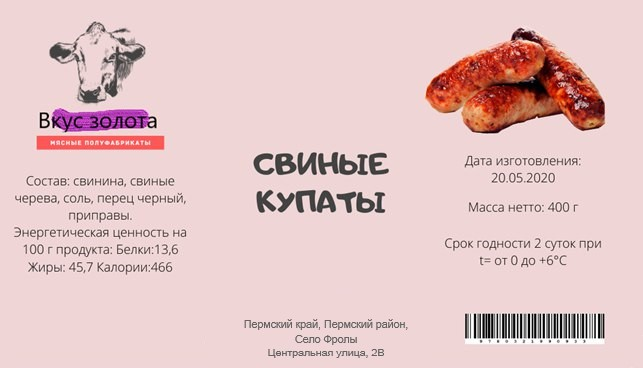 Вкус золота
МЯСНЫЕ ПОЛУФАБРИКАТЫ
Состав: свинина, свиные
черева, соль, перец черный,
приправы.
Энергетическая ценность на
100 г продукта: Белки:13,6
Жиры: 45,7 Калории:466
СВИНЫЕ
КУПАТЫ
Пермский край, Пермский район,
Село Фролы
Центральная улица, 2В
Дата изготовления:
20.05.2020
Масса нетто: 400 г
Срок годности 2 суток при
t= от 0 до +6°C